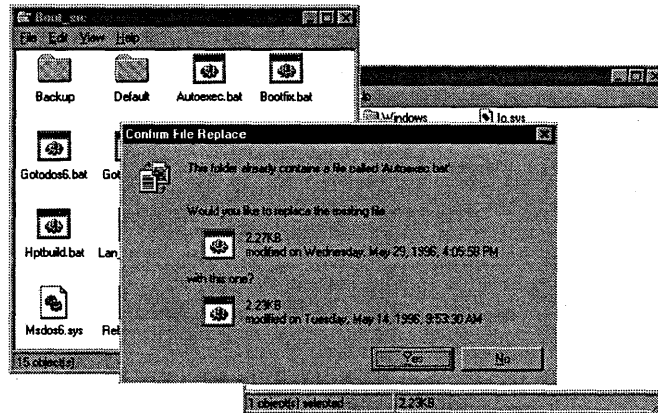 Boot_src
File Edit View Help
Backup Default Autoexec.bat Bootfix.bat
Windows Io.sys
Gotodos6.bat
Hptbuild.bat
Msdos6.sys
15 object(s)
Confirm File Replace
This folder already contains a file called 'Autoexec.bat'.
Would you like to replace the existing file
2.27KB
modified on Wednesday, May 29, 1996, 4:05:58 PM
with this one?
2.23KB
modified on Tuesday, May 14, 1996, 9:53:30 AM
Yes No
1 object(s) selected 2.23KB